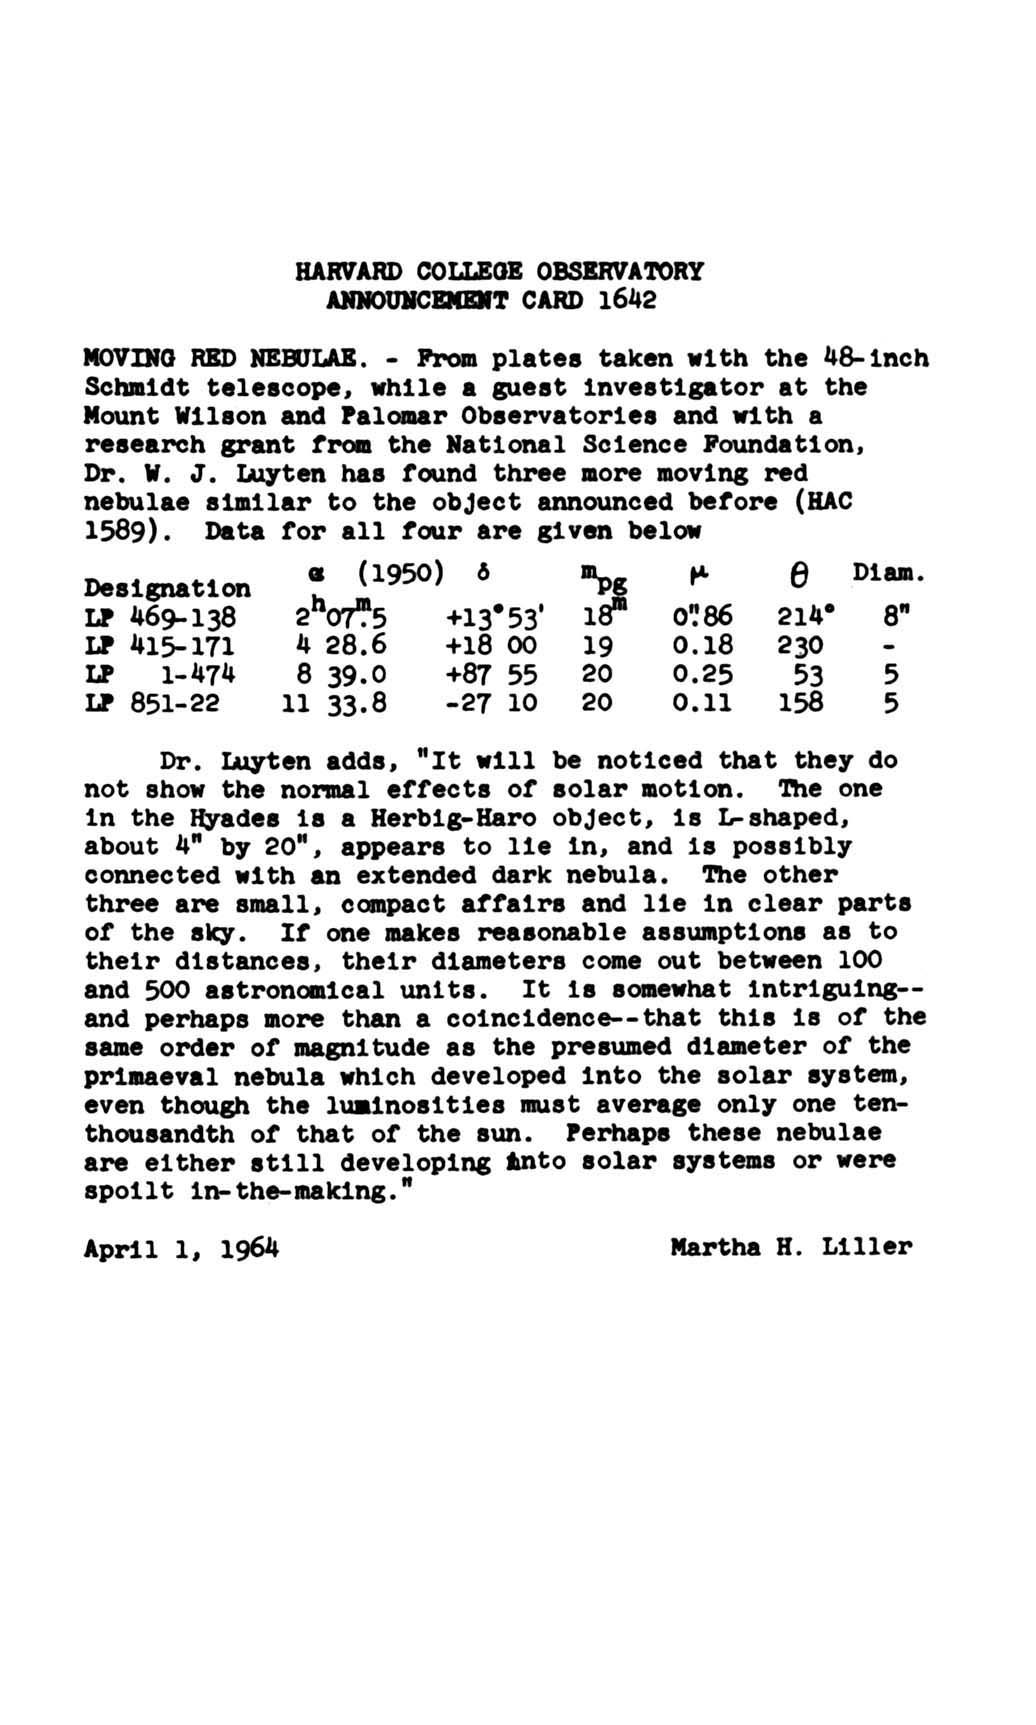 HARVARD COLLEGE OBSERVATORY
ANNOUNCEMENT CARD 1642
MOVING RED NEBULAE. - From plates taken with the 48-inch
Schmidt telescope, while a guest investigator at the
Mount Wilson and Palomar Observatories and with a
research grant from the National Science Foundation,
Dr. W. J. Luyten has found three more moving red
nebulae similar to the object announced before (HAC
1589). Data for all four are given below
Designation α (1950) δ mpg μ θ Diam.
LP 469-138 2h07m.5 +13°53' 18m 0".86 214° 8"
LP 415-171 4 28.6 +18 00 19 0.18 230 -
LP 1-474 8 39.0 +87 55 20 0.25 53 5
LP 851-22 11 33.8 -27 10 20 0.11 158 5
Dr. Luyten adds, "It will be noticed that they do
not show the normal effects of solar motion. The one
in the Hyades is a Herbig-Haro object, is L-shaped,
about 4" by 20", appears to lie in, and is possibly
connected with an extended dark nebula. The other
three are small, compact affairs and lie in clear parts
of the sky. If one makes reasonable assumptions as to
their distances, their diameters come out between 100
and 500 astronomical units. It is somewhat intriguing--
and perhaps more than a coincidence--that this is of the
same order of magnitude as the presumed diameter of the
primaeval nebula which developed into the solar system,
even though the luminosities must average only one ten-
thousandth of that of the sun. Perhaps these nebulae
are either still developing into solar systems or were
spoilt in-the-making."
April 1, 1964 Martha H. Liller